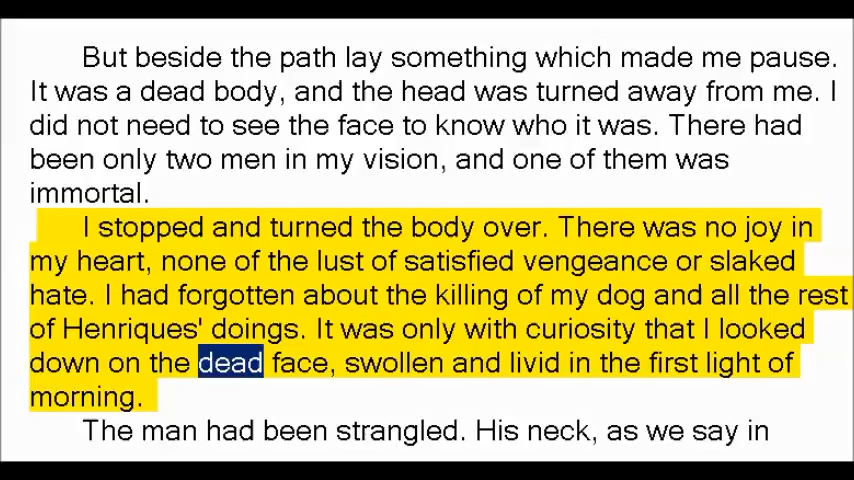 But beside the path lay something which made me pause.
It was a dead body, and the head was turned away from me. I
did not need to see the face to know who it was. There had
been only two men in my vision, and one of them was
immortal.
I stopped and turned the body over. There was no joy in
my heart, none of the lust of satisfied vengeance or slaked
hate. I had forgotten about the killing of my dog and all the rest
of Henriques' doings. It was only with curiosity that I looked
down on the dead face, swollen and livid in the first light of
morning.
The man had been strangled. His neck, as we say in